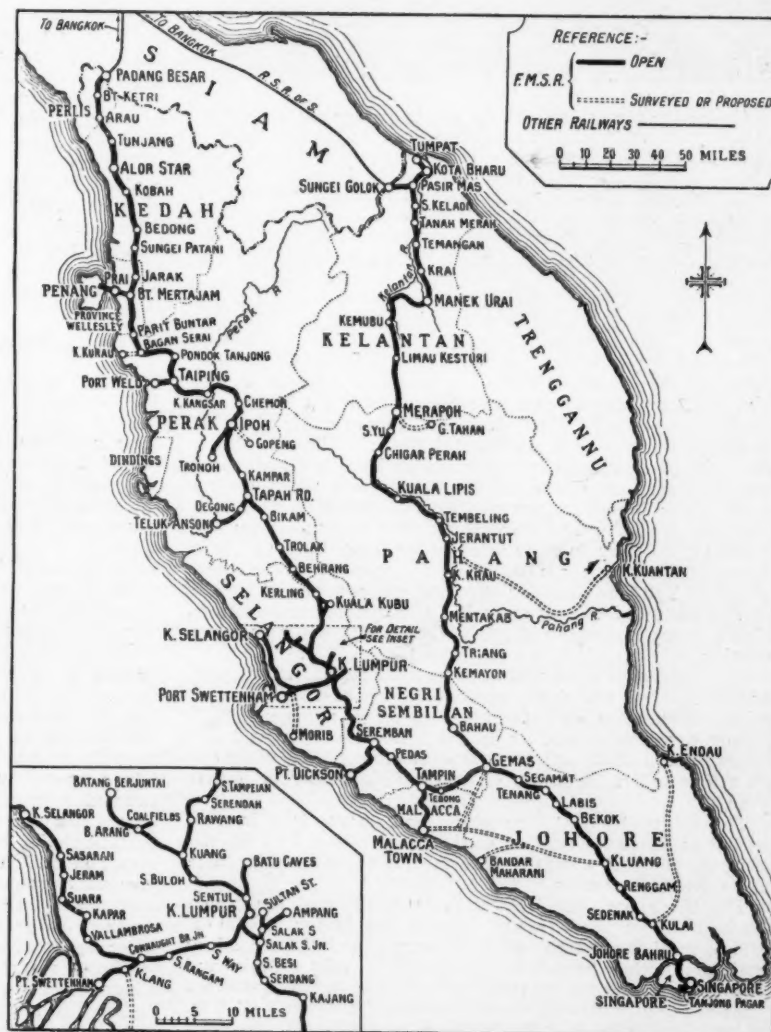 TO BANGKOK
TO BANGKOK
R.S.R. OF S.
REFERENCE:-
F.M.S.R.
OPEN
SURVEYED OR PROPOSED
OTHER RAILWAYS
0 10 20 30 40 50 MILES
SIAM
PADANG BESAR
BT. KETRI
PERLIS
ARAU
TUNJANG
ALOR STAR
KOBAH
KEDAH
BEDONG
SUNGEI PATANI
PRAI
JARAK
PENANG
BT. MERTAJAM
PROVINCE
WELLESLEY
PARIT BUNTAR
BAGAN SERAI
K. KURAU
PONDOK TANJONG
PORT WELD
TAIPING
K. KANGSAR
CHEMOR
PERAK
IPOH
GOPENG
TRONOH
DINDINGS
KAMPAR
TAPAH RD.
DEGONG
TELUK ANSON
BIKAM
TROLAK
BEHRANG
KERLING
KUALA KUBU
SELANGOR
K. SELANGOR
FOR DETAIL
SEE INSET
K. LUMPUR
PORT SWETTENHAM
MORIB
Perak R.
TUMPAT
KOTA BHARU
SUNGEI GOLOK
PASIR MAS
S. KELADI
TANAH MERAH
TEMANGAN
KRAI
Kelantan R.
MANEK URAI
KEMUBU
KELANTAN
LIMAU KESTURI
TRENGGANNU
MERAPOH
G. TAHAN
S. YU
CHIGAR PERAH
KUALA LIPIS
TEMBELING
JERANTUT
PAHANG
K. KRAU
K. KUANTAN
MENTAKAB
Pahang R.
TRIANG
KEMAYON
NEGRI
SEMBILAN
BAHAU
SEREMBAN
PEDAS
PT. DICKSON
TAMPIN
TEBONG
MALACCA
MALACCA
TOWN
GEMAS
SEGAMAT
TENANG
LABIS
BEKOK
K. ENDAU
JOHORE
BANDAR
MAHARANI
KLUANG
RENGGAM
SEDENAK
KULAI
JOHORE BAHRU
SINGAPORE
SINGAPORE
TANJONG PAGAR
BATANG BERJUNTAI
COALFIELDS
B. ARANG
S. TAMPEIAN
SERENDAH
RAWANG
K. SELANGOR
KUANG
BATU CAVES
SASARAN
JERAM
S. BULOH
SENTUL
SULTAN ST.
SUARA
K. LUMPUR
AMPANG
KAPAR
SALAK S
VALLAMBROSA
SALAK S. JN.
CONNAUGHT BR JN
S. WAY
S. BESI
S. RANGAM
KLANG
SERDANG
PT. SWETTENHAM
KAJANG
0 5 10
MILES